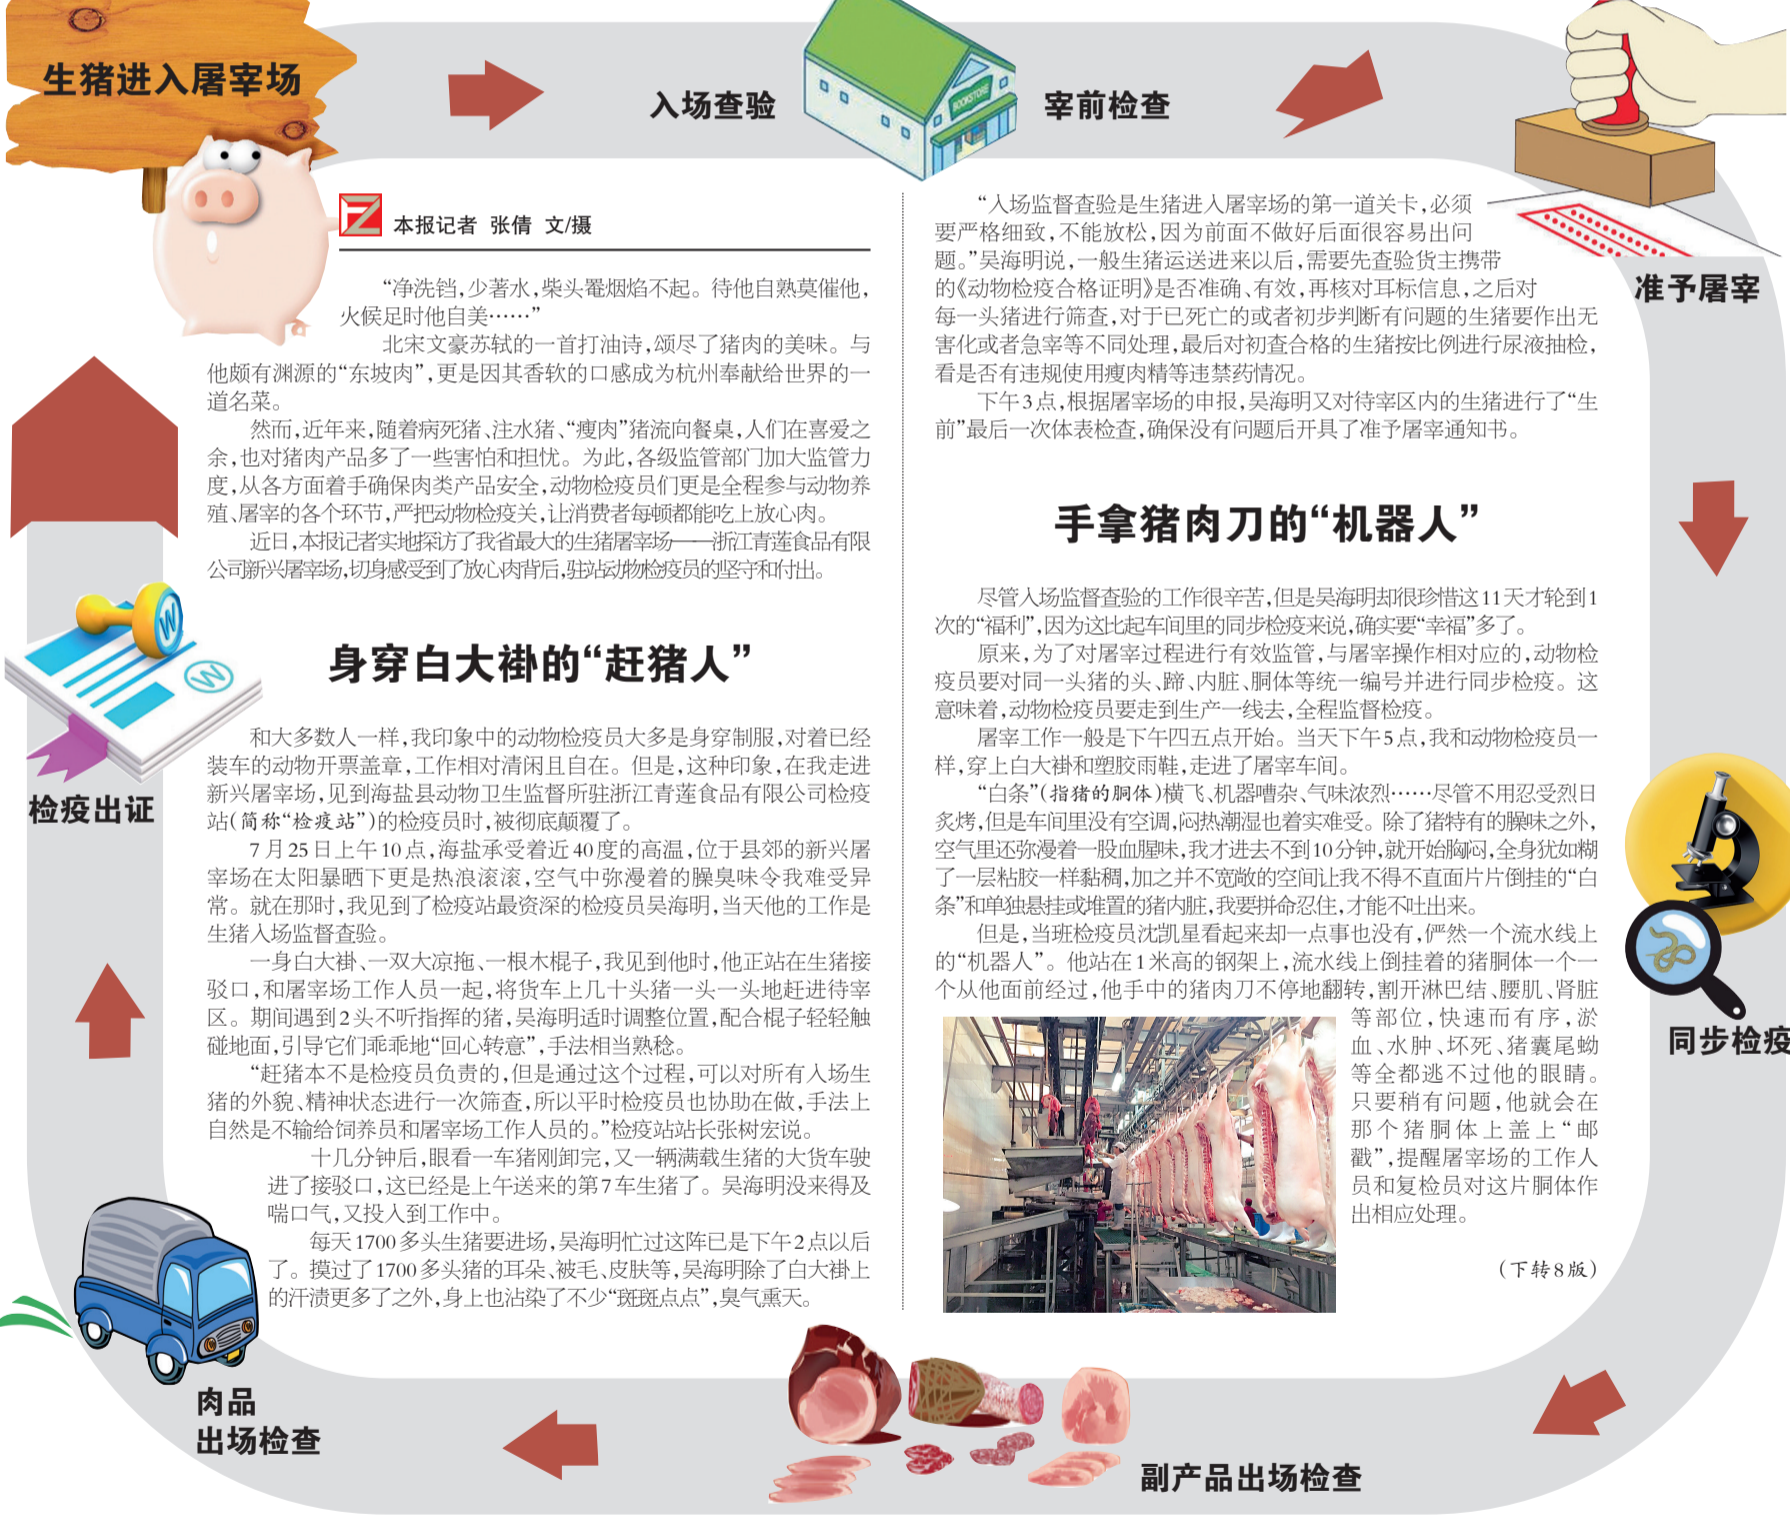 生猪进入屠宰场
入场查验
BOOKSTORE
宰前检查
准予屠宰
同步检疫
副产品出场检查
肉品
出场检查
检疫出证
本报记者 张倩 文/摄
“净洗铛,少著水,柴头罨烟焰不起。待他自熟莫催他,
火候足时他自美……”
北宋文豪苏轼的一首打油诗,颂尽了猪肉的美味。与
他颇有渊源的“东坡肉”,更是因其香软的口感成为杭州奉献给世界的一
道名菜。
然而,近年来,随着病死猪、注水猪、“瘦肉”猪流向餐桌,人们在喜爱之
余,也对猪肉产品多了一些害怕和担忧。为此,各级监管部门加大监管力
度,从各方面着手确保肉类产品安全,动物检疫员们更是全程参与动物养
殖、屠宰的各个环节,严把动物检疫关,让消费者每顿都能吃上放心肉。
近日,本报记者实地探访了我省最大的生猪屠宰场——浙江青莲食品有限
公司新兴屠宰场,切身感受到了放心肉背后,驻站动物检疫员的坚守和付出。
身穿白大褂的“赶猪人”
和大多数人一样,我印象中的动物检疫员大多是身穿制服,对着已经
装车的动物开票盖章,工作相对清闲且自在。但是,这种印象,在我走进
新兴屠宰场,见到海盐县动物卫生监督所驻浙江青莲食品有限公司检疫
站(简称“检疫站”)的检疫员时,被彻底颠覆了。
7月25日上午10点,海盐承受着近40度的高温,位于县郊的新兴屠
宰场在太阳暴晒下更是热浪滚滚,空气中弥漫着的臊臭味令我难受异
常。就在那时,我见到了检疫站最资深的检疫员吴海明,当天他的工作是
生猪入场监督查验。
一身白大褂、一双大凉拖、一根木棍子,我见到他时,他正站在生猪接
驳口,和屠宰场工作人员一起,将货车上几十头猪一头一头地赶进待宰
区。期间遇到2头不听指挥的猪,吴海明适时调整位置,配合棍子轻轻触
碰地面,引导它们乖乖地“回心转意”,手法相当熟稔。
“赶猪本不是检疫员负责的,但是通过这个过程,可以对所有入场生
猪的外貌、精神状态进行一次筛查,所以平时检疫员也协助在做,手法上
自然是不输给饲养员和屠宰场工作人员的。”检疫站站长张树宏说。
十几分钟后,眼看一车猪刚卸完,又一辆满载生猪的大货车驶
进了接驳口,这已经是上午送来的第7车生猪了。吴海明没来得及
喘口气,又投入到工作中。
每天1700多头生猪要进场,吴海明忙过这阵已是下午2点以后
了。摸过了1700多头猪的耳朵、被毛、皮肤等,吴海明除了白大褂上
的汗渍更多了之外,身上也沾染了不少“斑斑点点”,臭气熏天。
“入场监督查验是生猪进入屠宰场的第一道关卡,必须
要严格细致,不能放松,因为前面不做好后面很容易出问
题。”吴海明说,一般生猪运送进来以后,需要先查验货主携带
的《动物检疫合格证明》是否准确、有效,再核对耳标信息,之后对
每一头猪进行筛查,对于已死亡的或者初步判断有问题的生猪要作出无
害化或者急宰等不同处理,最后对初查合格的生猪按比例进行尿液抽检,
看是否有违规使用瘦肉精等违禁药情况。
下午3点,根据屠宰场的申报,吴海明又对待宰区内的生猪进行了“生
前”最后一次体表检查,确保没有问题后开具了准予屠宰通知书。
手拿猪肉刀的“机器人”
尽管入场监督查验的工作很辛苦,但是吴海明却很珍惜这11天才轮到1
次的“福利”,因为这比起车间里的同步检疫来说,确实要“幸福”多了。
原来,为了对屠宰过程进行有效监管,与屠宰操作相对应的,动物检
疫员要对同一头猪的头、蹄、内脏、胴体等统一编号并进行同步检疫。这
意味着,动物检疫员要走到生产一线去,全程监督检疫。
屠宰工作一般是下午四五点开始。当天下午5点,我和动物检疫员一
样,穿上白大褂和塑胶雨鞋,走进了屠宰车间。
“白条”(指猪的胴体)横飞、机器嘈杂、气味浓烈……尽管不用忍受烈日
炙烤,但是车间里没有空调,闷热潮湿也着实难受。除了猪特有的臊味之外,
空气里还弥漫着一股血腥味,我才进去不到10分钟,就开始胸闷,全身犹如糊
了一层粘胶一样黏稠,加之并不宽敞的空间让我不得不直面片片倒挂的“白
条”和单独悬挂或堆置的猪内脏,我要拼命忍住,才能不吐出来。
但是,当班检疫员沈凯星看起来却一点事也没有,俨然一个流水线上
的“机器人”。他站在1米高的钢架上,流水线上倒挂着的猪胴体一个一
个从他面前经过,他手中的猪肉刀不停地翻转,割开淋巴结、腰肌、肾脏
等部位,快速而有序,淤
血、水肿、坏死、猪囊尾蚴
等全都逃不过他的眼睛。
只要稍有问题,他就会在
那个猪胴体上盖上“邮
戳”,提醒屠宰场的工作人
员和复检员对这片胴体作
出相应处理。
(下转8版)